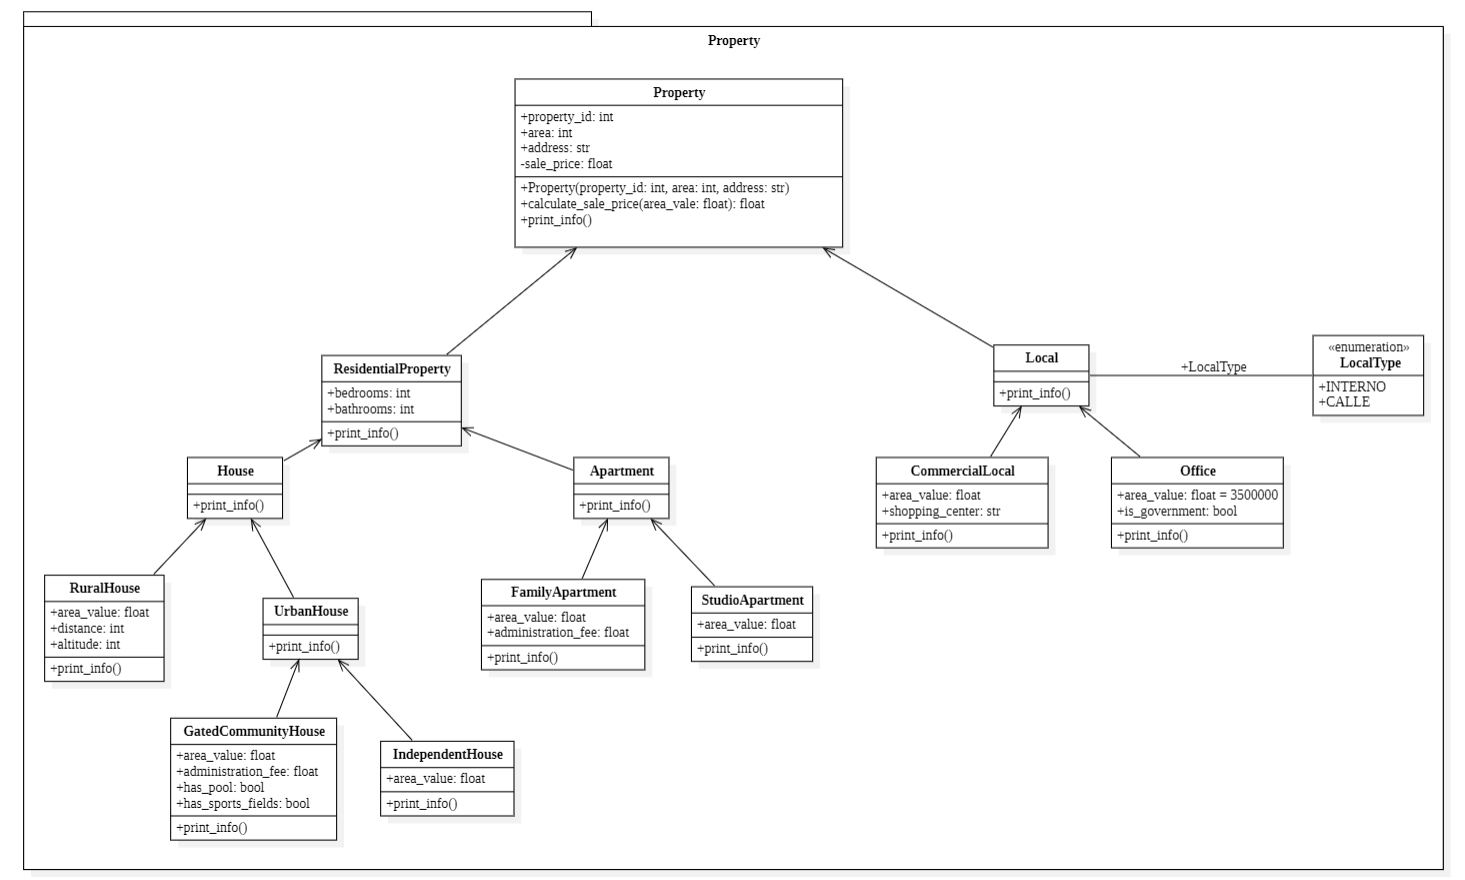 Property
Property
+property_id: int
+area: int
+address: str
-sale_price: float
+Property(property_id: int, area: int, address: str)
+calculate_sale_price(area_vale: float): float
+print_info()
ResidentialProperty
+bedrooms: int
+bathrooms: int
+print_info()
Local
+print_info()
+LocalType
«enumeration»
LocalType
+INTERNO
+CALLE
House
+print_info()
Apartment
+print_info()
CommercialLocal
+area_value: float
+shopping_center: str
+print_info()
Office
+area_value: float = 3500000
+is_government: bool
+print_info()
RuralHouse
+area_value: float
+distance: int
+altitude: int
+print_info()
UrbanHouse
+print_info()
FamilyApartment
+area_value: float
+administration_fee: float
+print_info()
StudioApartment
+area_value: float
+print_info()
GatedCommunityHouse
+area_value: float
+administration_fee: float
+has_pool: bool
+has_sports_fields: bool
+print_info()
IndependentHouse
+area_value: float
+print_info()